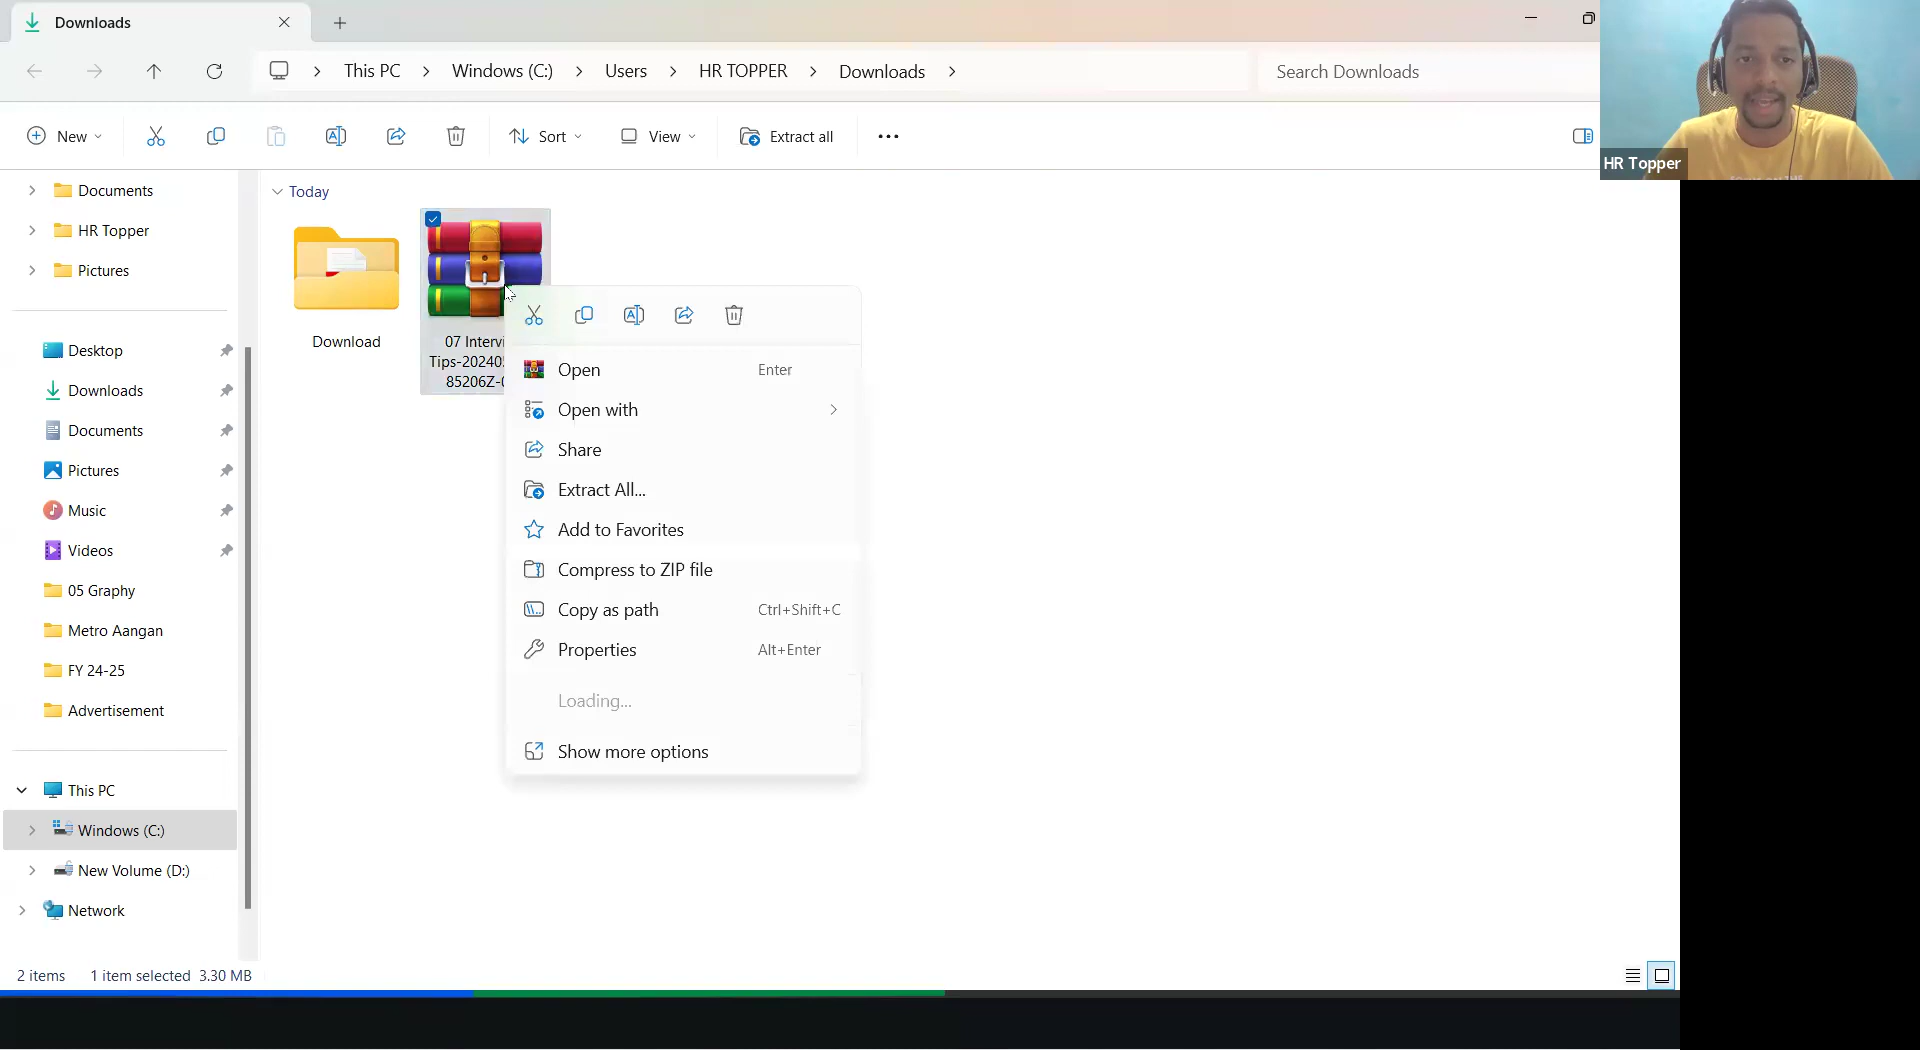 Downloads
This PC
Windows (C:)
Users
HR TOPPER
Downloads
Search Downloads
New
Sort
View
Extract all
HR Topper
Documents
HR Topper
Pictures
Desktop
Downloads
Documents
Pictures
Music
Videos
05 Graphy
Metro Aangan
FY 24-25
Advertisement
This PC
Windows (C:)
New Volume (D:)
Network
Today
Download
07 Intervi
Tips-20240
85206Z-0
Open Enter
Open with
Share
Extract All...
Add to Favorites
Compress to ZIP file
Copy as path Ctrl+Shift+C
Properties Alt+Enter
Loading...
Show more options
2 items 1 item selected 3.30 MB